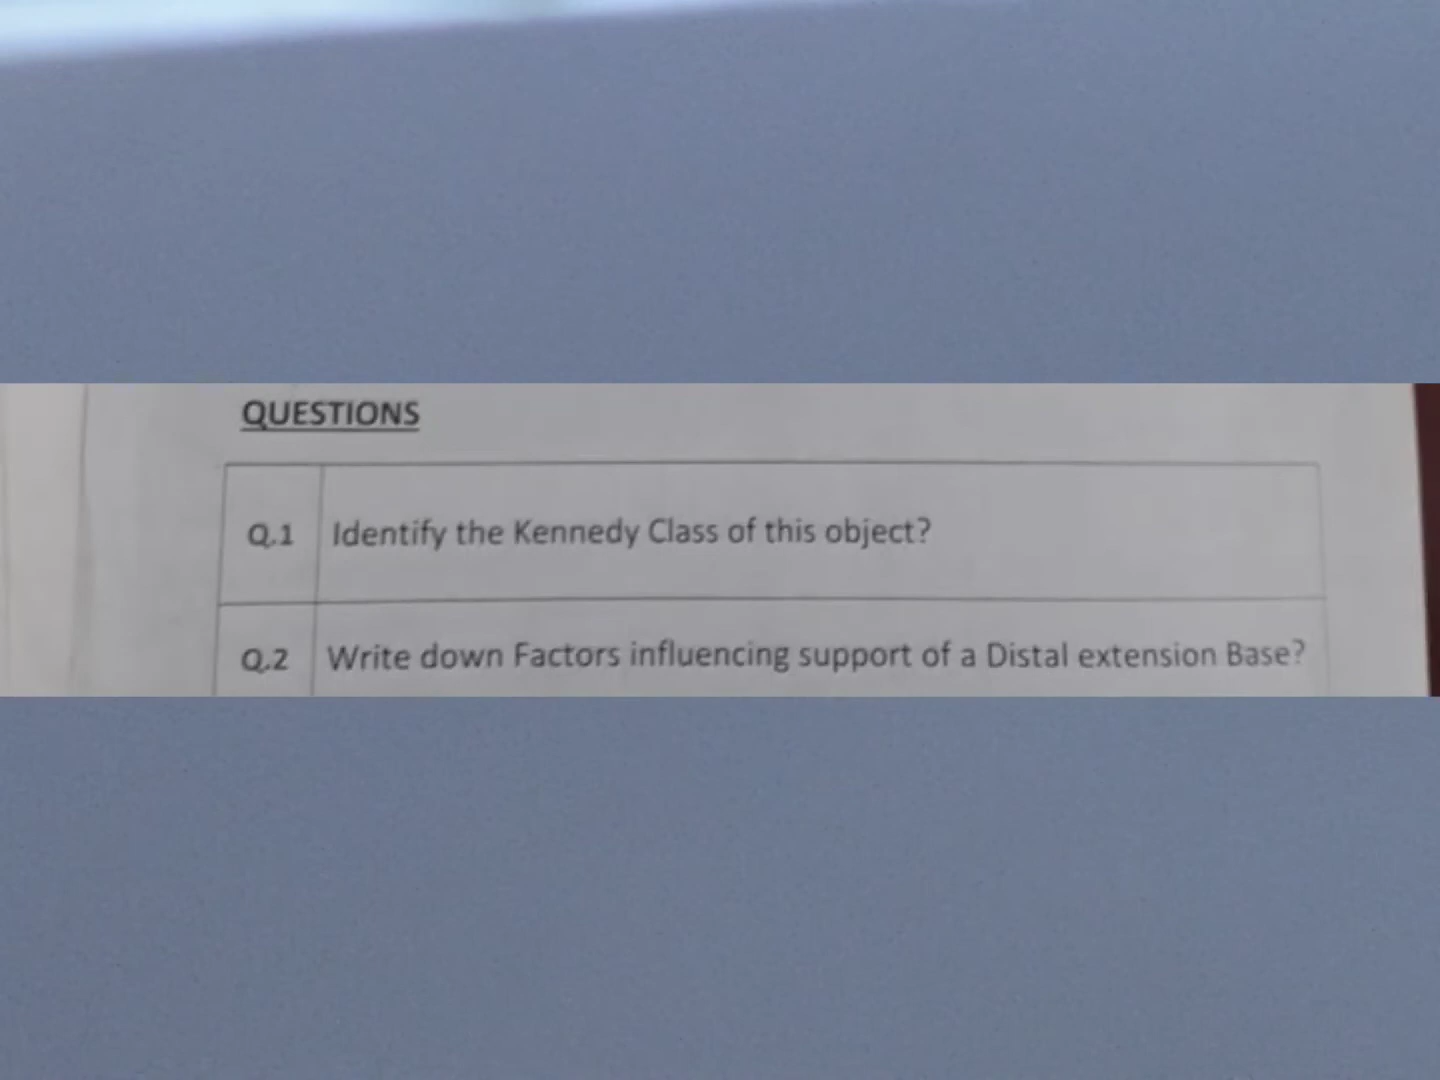 QUESTIONS
Q.1 Identify the Kennedy Class of this object?
Q.2 Write down Factors influencing support of a Distal extension Base?